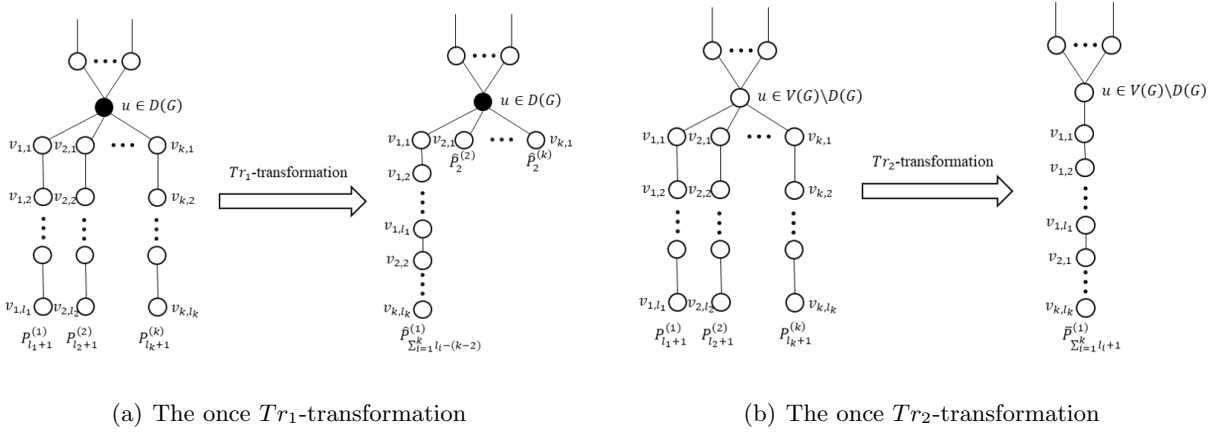 u ∈ D(G)
v_{1,1} v_{2,1} v_{k,1}
v_{1,2} v_{2,2} v_{k,2}
v_{1,l_1} v_{2,l_2} v_{k,l_k}
P^{(1)}_{l_1+1} P^{(2)}_{l_2+1} P^{(k)}_{l_k+1}
Tr_1-transformation
u ∈ D(G)
v_{1,1} v_{2,1} v_{k,1}
P̂^{(2)}_2 P̂^{(k)}_2
v_{1,2}
v_{1,l_1}
v_{2,2}
v_{k,l_k}
P̂^{(1)}_{Σ^k_{i=1} l_i−(k−2)}
(a) The once Tr_1-transformation
u ∈ V(G)\D(G)
v_{1,1} v_{2,1} v_{k,1}
v_{1,2} v_{2,2} v_{k,2}
v_{1,l_1} v_{2,l_2} v_{k,l_k}
P^{(1)}_{l_1+1} P^{(2)}_{l_2+1} P^{(k)}_{l_k+1}
Tr_2-transformation
u ∈ V(G)\D(G)
v_{1,1}
v_{1,2}
v_{1,l_1}
v_{2,1}
v_{k,l_k}
P̄^{(1)}_{Σ^k_{i=1} l_i+1}
(b) The once Tr_2-transformation